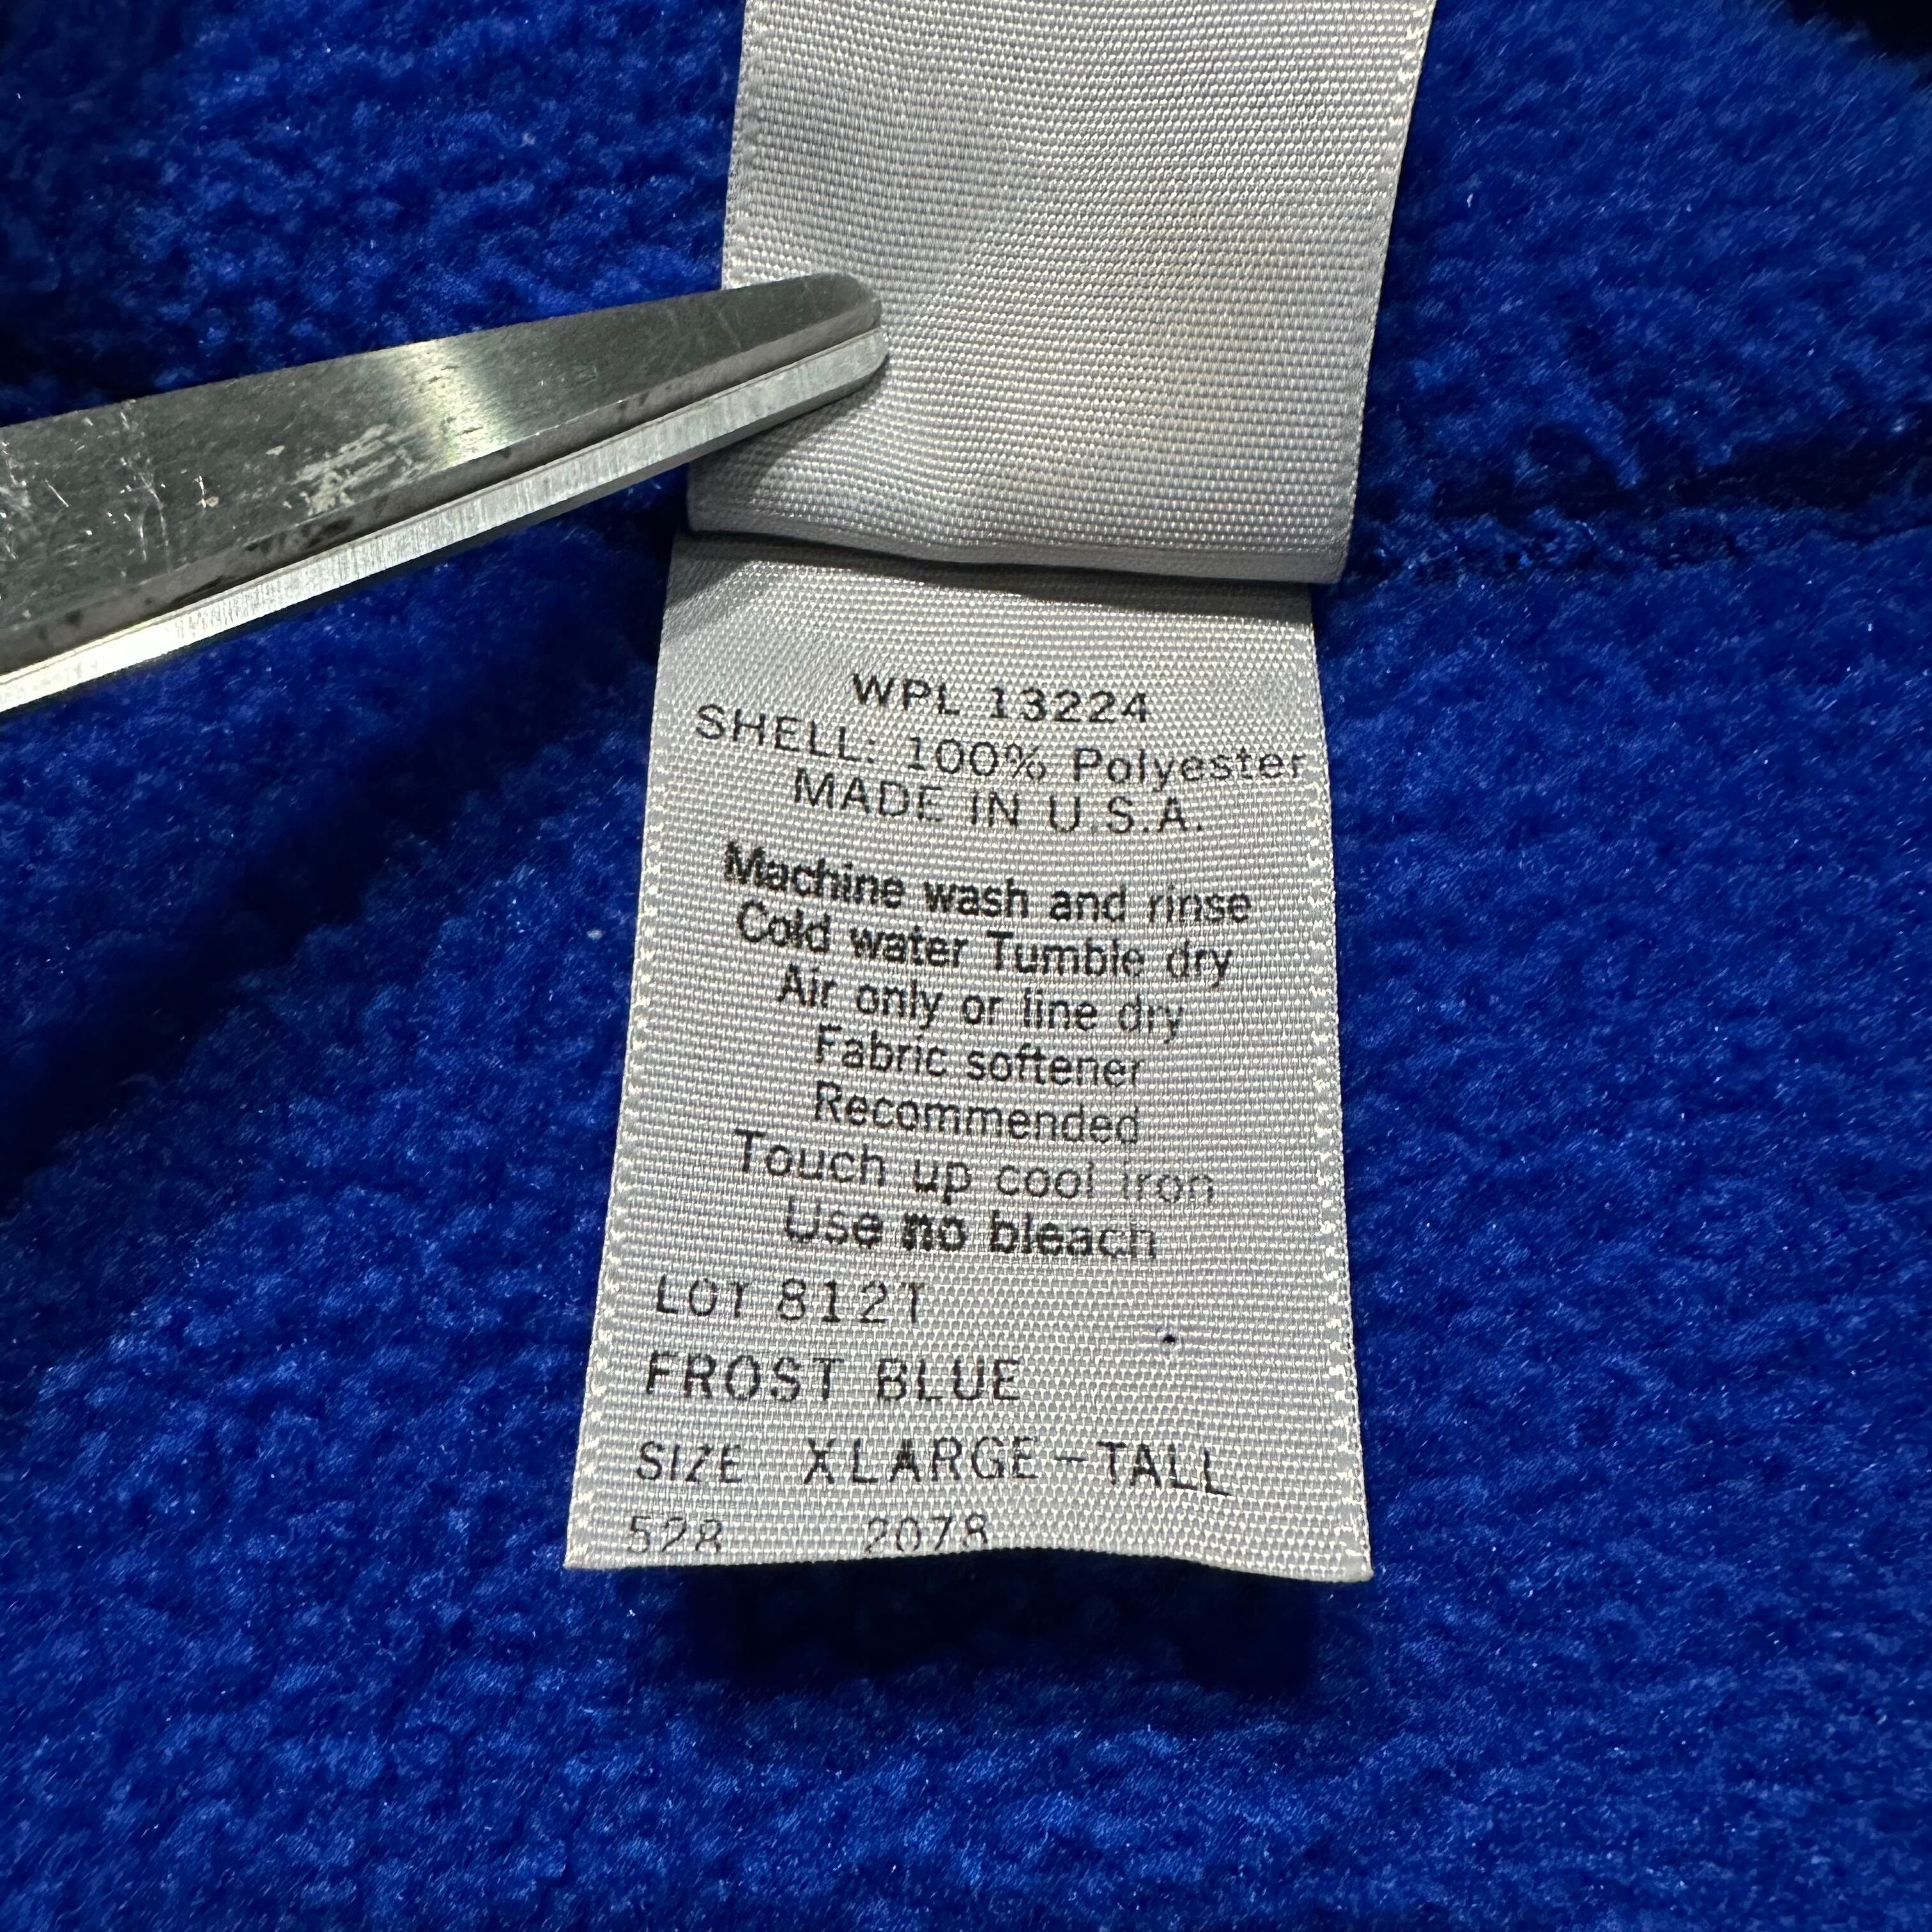 WPL 13224
SHELL: 100% Polyester
MADE IN U.S.A.
Machine wash and rinse
Cold water Tumble dry
Air only or line dry
Fabric softener
Recommended
Touch up cool iron
Use no bleach
LOT 812T
FROST BLUE
SIZE XLARGE-TALL
528 2078